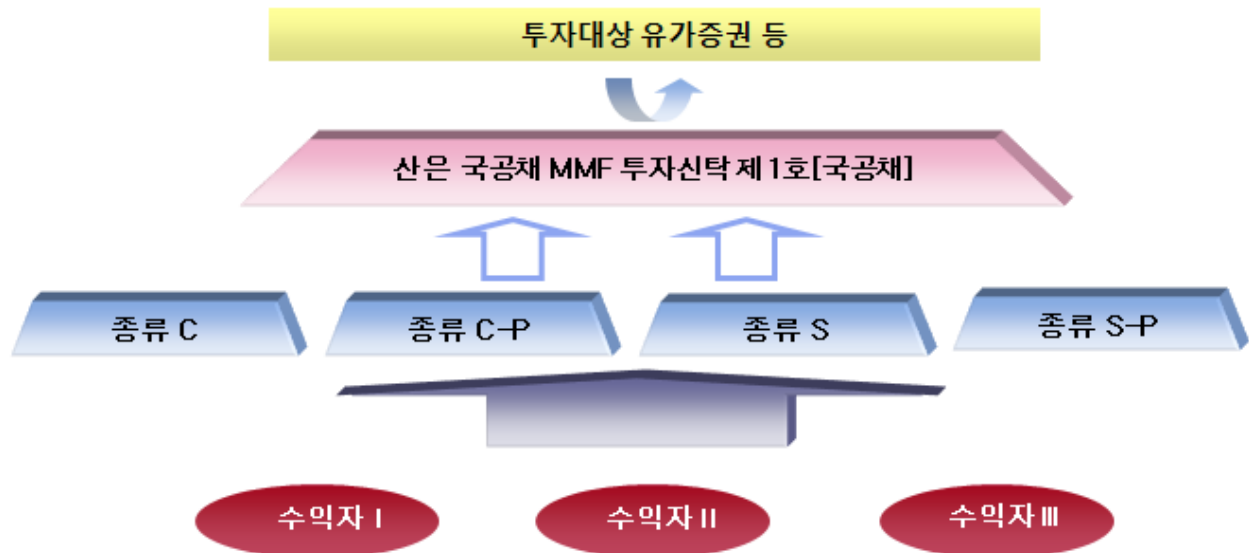 투자대상 유가증권 등
산은 국공채 MMF 투자신탁 제1호[국공채]
종류 C
종류 C-P
종류 S
종류 S-P
수익자 I
수익자 II
수익자 III